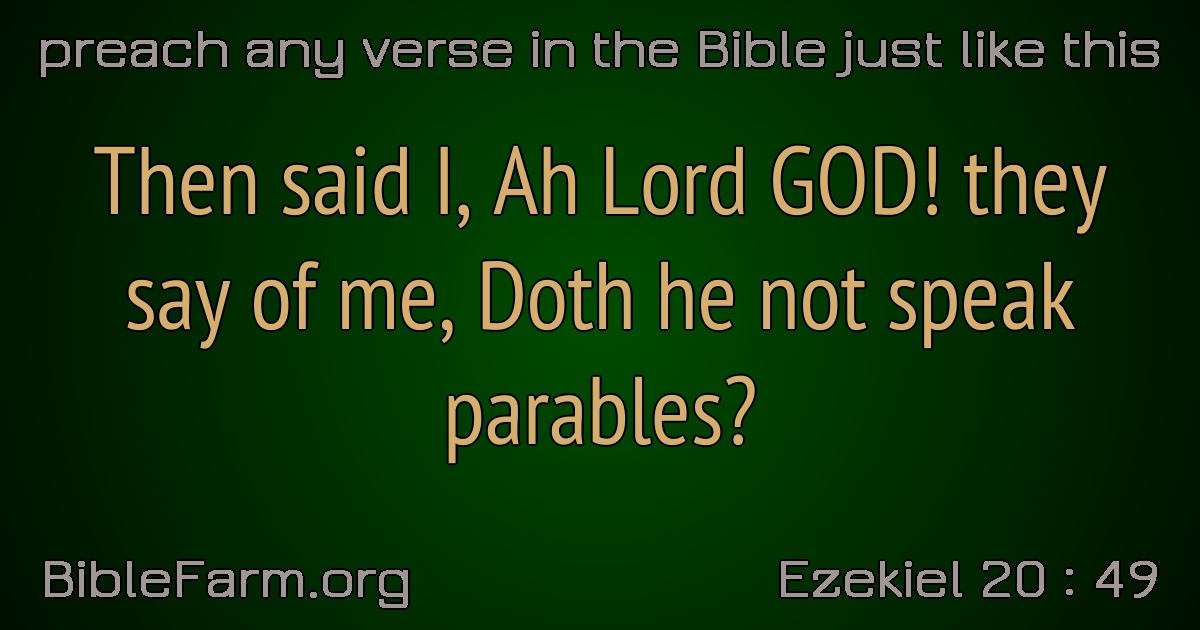 preach any verse in the Bible just like this
Then said I, Ah Lord GOD! they
say of me, Doth he not speak
parables?
BibleFarm.org
Ezekiel 20 : 49